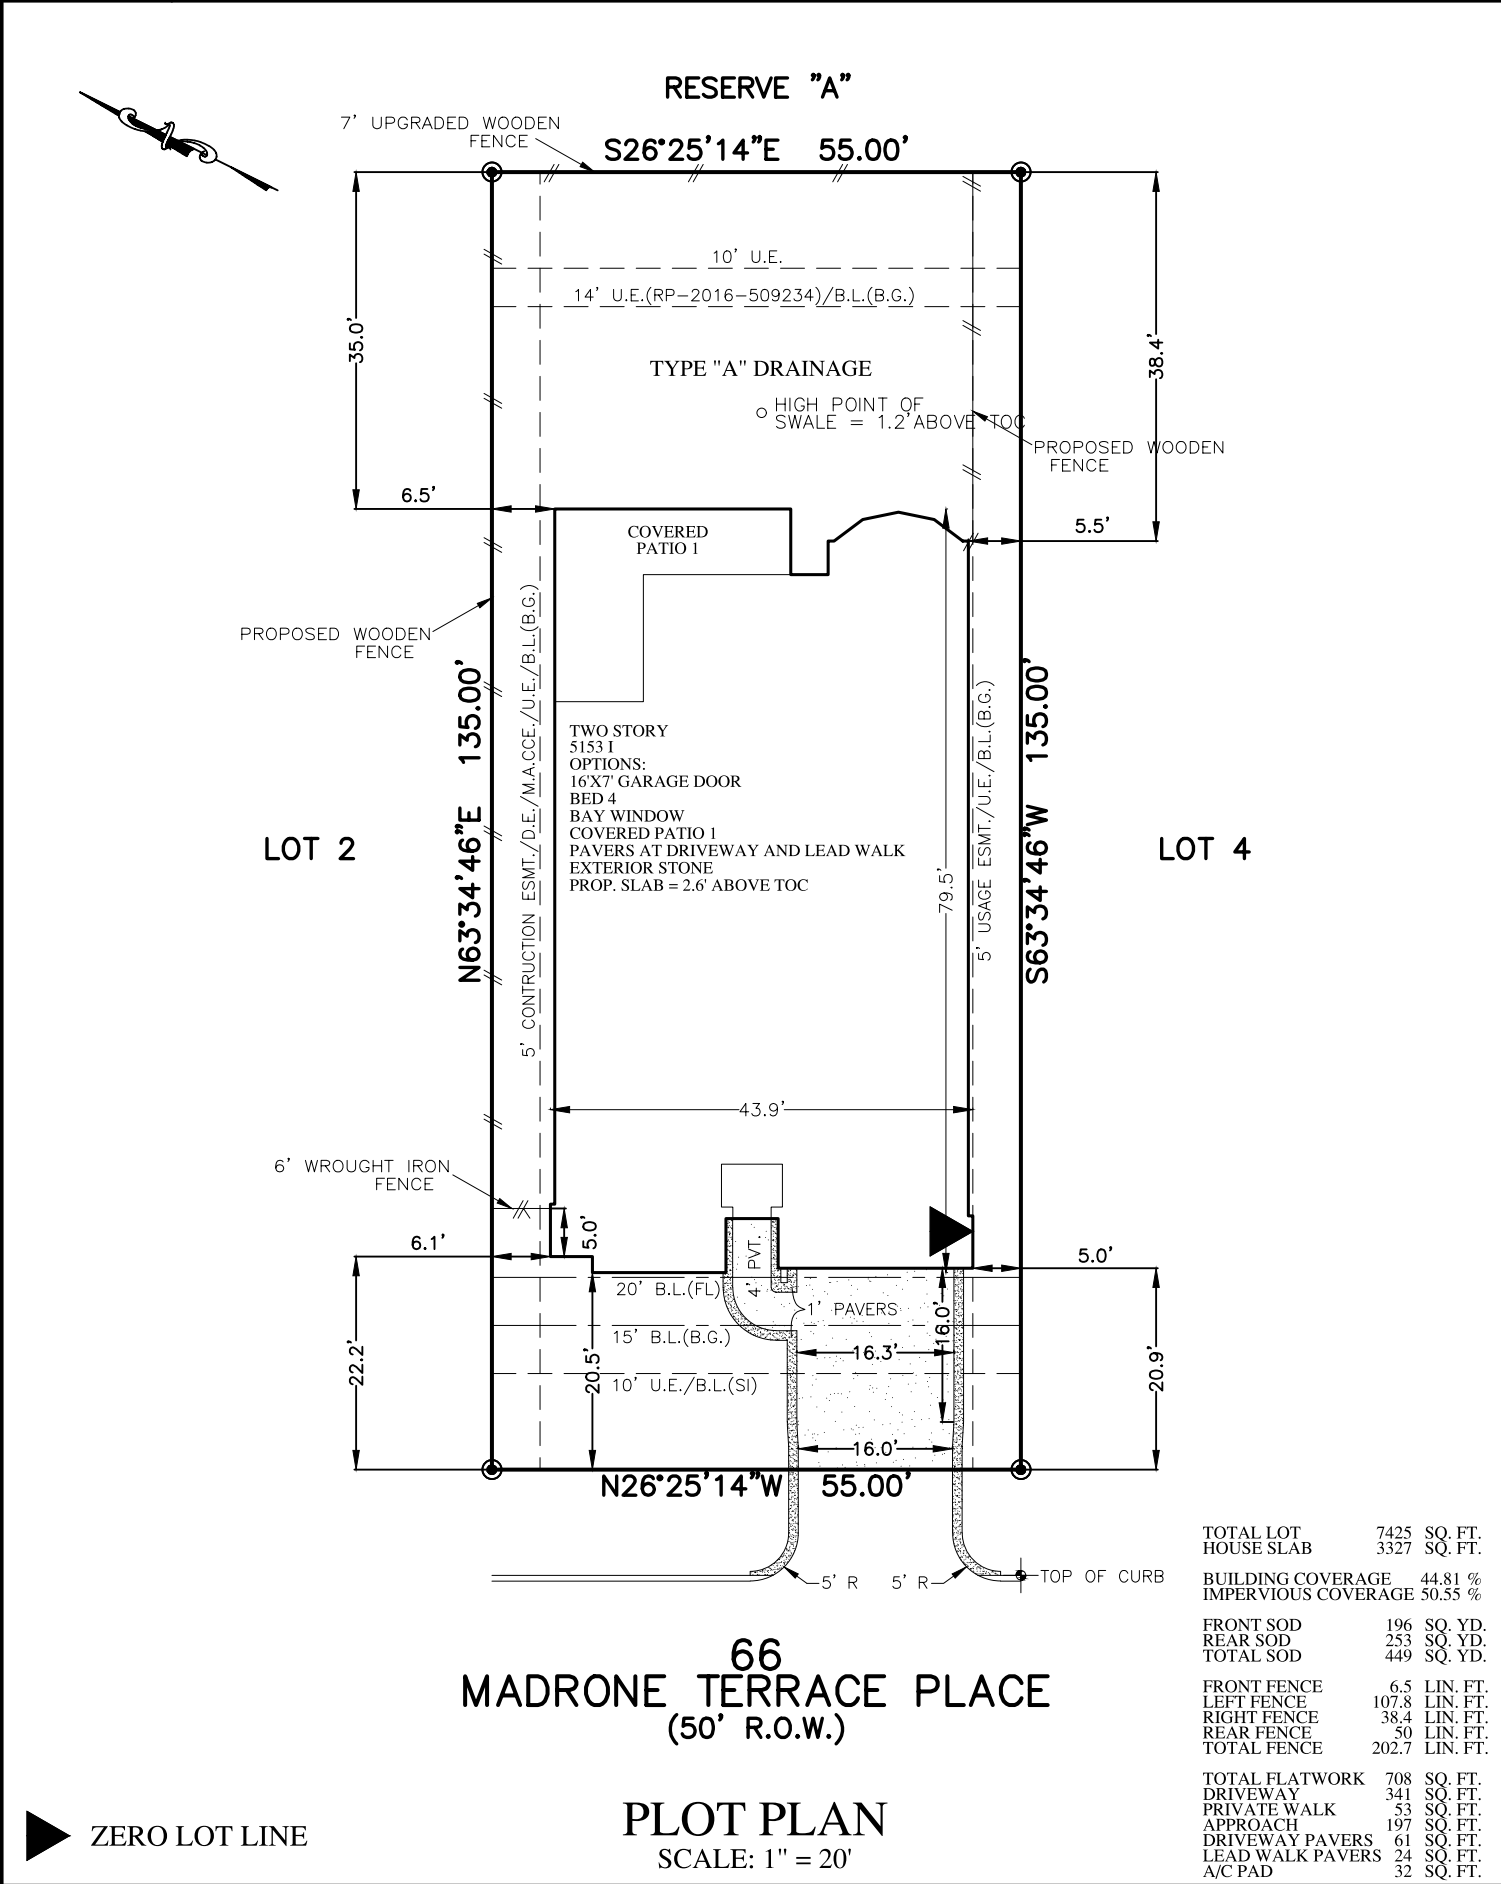 RESERVE "A"
7' UPGRADED WOODEN
FENCE
S26°25'14"E 55.00'
10' U.E.
14' U.E.(RP-2016-509234)/B.L.(B.G.)
35.0'
38.4'
TYPE "A" DRAINAGE
HIGH POINT OF
SWALE = 1.2'ABOVE TOC
PROPOSED WOODEN
FENCE
6.5'
5.5'
COVERED
PATIO 1
PROPOSED WOODEN
FENCE
N63°34'46"E 135.00'
5' CONTRUCTION ESMT./D.E./M.A.CCE./U.E./B.L.(B.G.)
TWO STORY
5153 I
OPTIONS:
16'X7' GARAGE DOOR
BED 4
BAY WINDOW
COVERED PATIO 1
PAVERS AT DRIVEWAY AND LEAD WALK
EXTERIOR STONE
PROP. SLAB = 2.6' ABOVE TOC
79.5'
5' USAGE ESMT./U.E./B.L.(B.G.)
S63°34'46"W 135.00'
LOT 2
LOT 4
43.9'
6' WROUGHT IRON
FENCE
5.0'
6.1'
5.0'
4' PVT.
20' B.L.(FL)
1' PAVERS
15' B.L.(B.G.)
16.0'
16.3'
22.2'
20.5'
10' U.E./B.L.(SI)
20.9'
16.0'
N26°25'14"W 55.00'
5' R 5' R
TOP OF CURB
66
MADRONE TERRACE PLACE
(50' R.O.W.)
PLOT PLAN
SCALE: 1" = 20'
ZERO LOT LINE
TOTAL LOT 7425 SQ. FT.
HOUSE SLAB 3327 SQ. FT.
BUILDING COVERAGE 44.81 %
IMPERVIOUS COVERAGE 50.55 %
FRONT SOD 196 SQ. YD.
REAR SOD 253 SQ. YD.
TOTAL SOD 449 SQ. YD.
FRONT FENCE 6.5 LIN. FT.
LEFT FENCE 107.8 LIN. FT.
RIGHT FENCE 38.4 LIN. FT.
REAR FENCE 50 LIN. FT.
TOTAL FENCE 202.7 LIN. FT.
TOTAL FLATWORK 708 SQ. FT.
DRIVEWAY 341 SQ. FT.
PRIVATE WALK 53 SQ. FT.
APPROACH 197 SQ. FT.
DRIVEWAY PAVERS 61 SQ. FT.
LEAD WALK PAVERS 24 SQ. FT.
A/C PAD 32 SQ. FT.